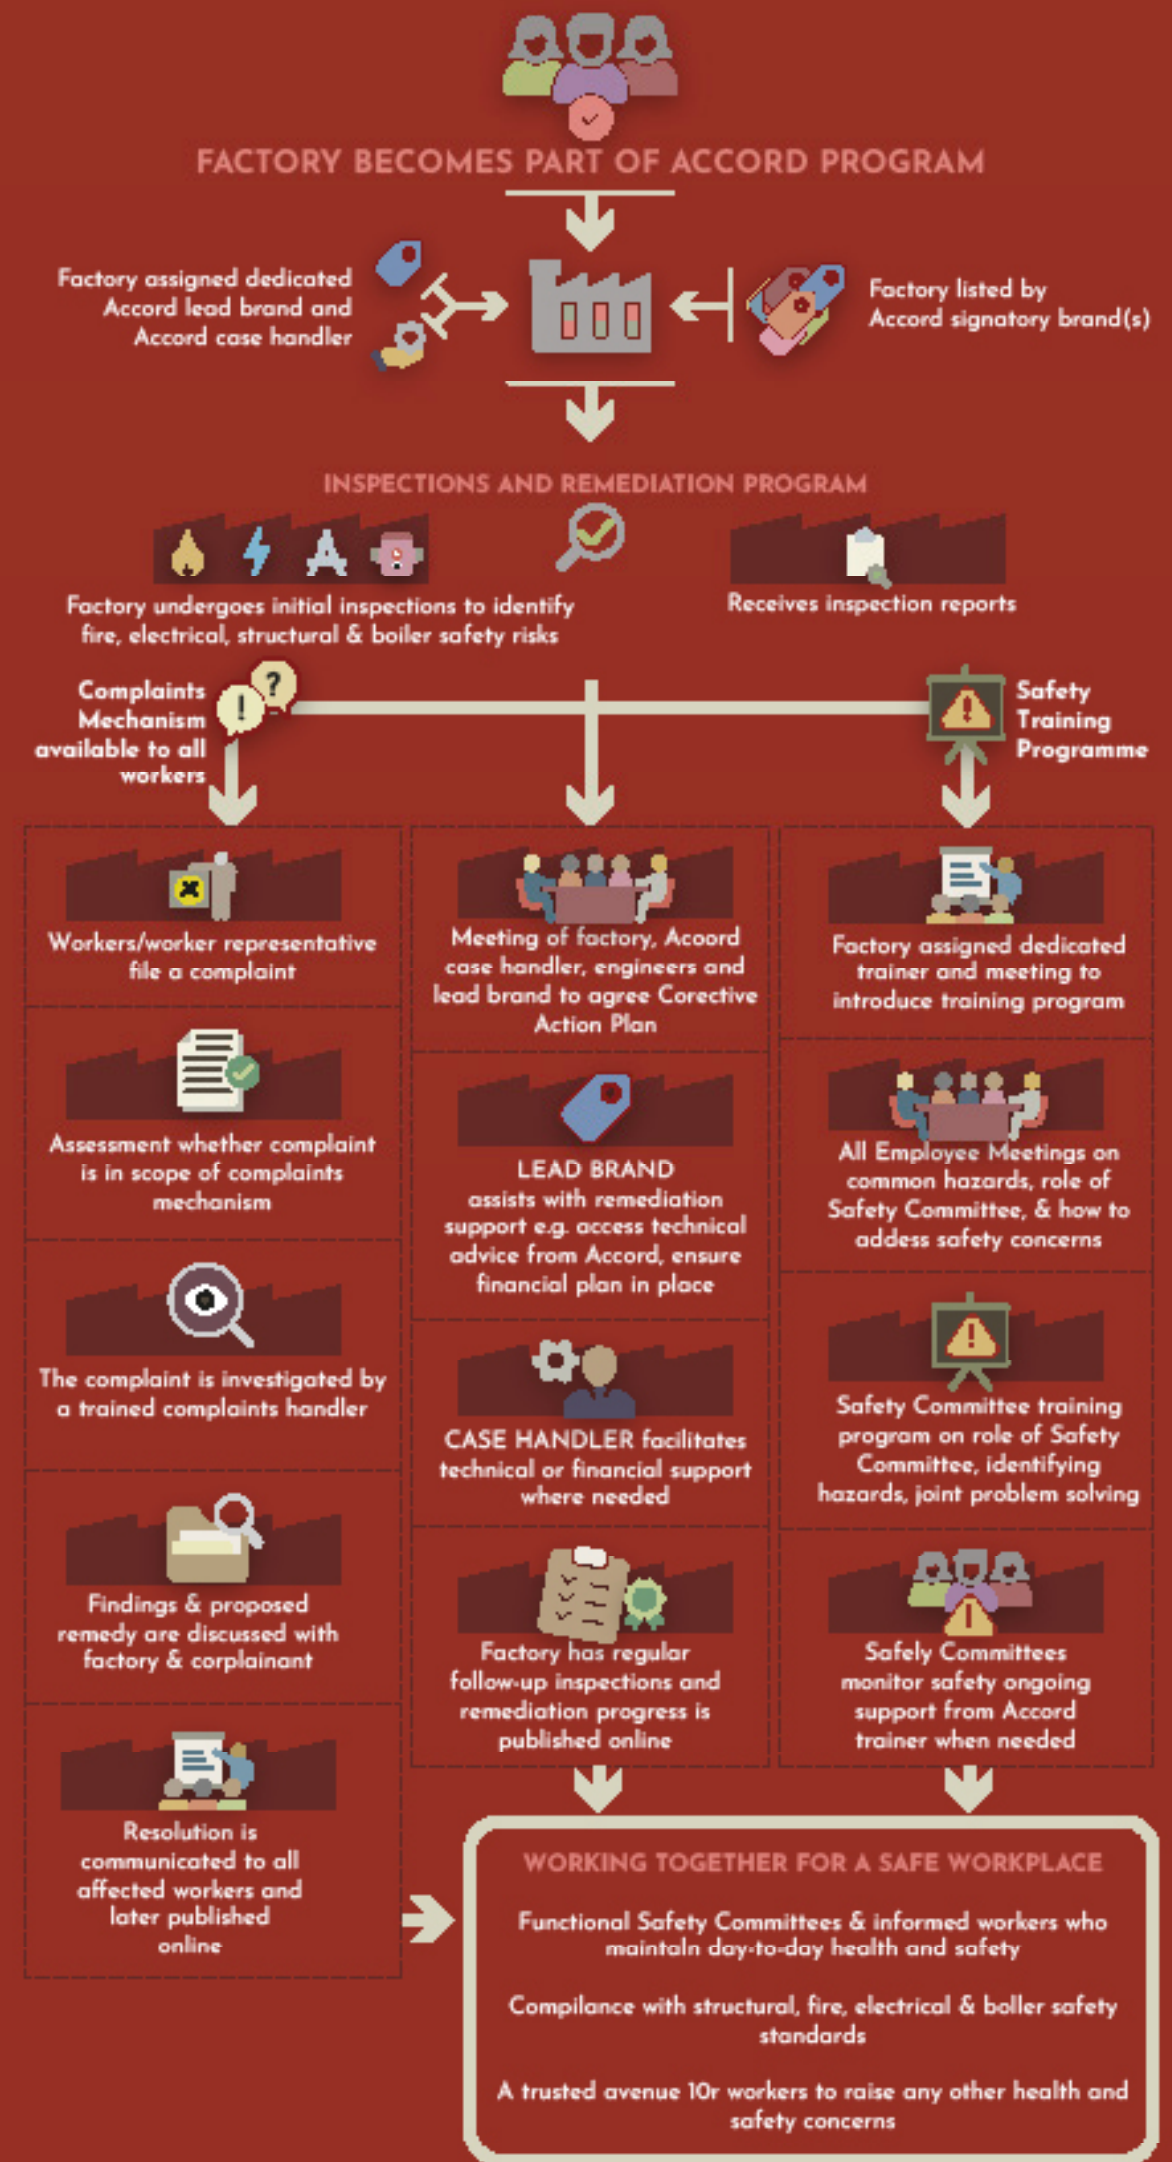 FACTORY BECOMES PART OF ACCORD PROGRAM
Factory assigned dedicated
Accord lead brand and
Accord case handler
Factory listed by
Accord signatory brand(s)
INSPECTIONS AND REMEDIATION PROGRAM
Factory undergoes initial inspections to identify
fire, electrical, structural & boiler safety risks
Receives inspection reports
Complaints
Mechanism
available to all
workers
Safety
Training
Programme
Workers/worker representative
file a complaint
Assessment whether complaint
is in scope of complaints
mechanism
The complaint is investigated by
a trained complaints handler
Findings & proposed
remedy are discussed with
factory & corplainant
Resolution is
communicated to all
affected workers and
later published
online
Meeting of factory, Acoord
case handler, engineers and
lead brand to agree Corective
Action Plan
LEAD BRAND
assists with remediation
support e.g. access technical
advice from Accord, ensure
financial plan in place
CASE HANDLER facilitates
technical or financial support
where needed
Factory has regular
follow-up inspections and
remediation progress is
published online
Factory assigned dedicated
trainer and meeting to
introduce training program
All Employee Meetings on
common hazards, role of
Safety Committee, & how to
addess safety concerns
Safety Committee training
program on role of Safety
Committee, identifying
hazards, joint problem solving
Safely Committees
monitor safety ongoing
support from Accord
trainer when needed
WORKING TOGETHER FOR A SAFE WORKPLACE
Functional Safety Committees & informed workers who
maintaln day-to-day health and safety
Compilance with structural, fire, electrical & boller safety
standards
A trusted avenue 10r workers to raise any other health and
safety concerns